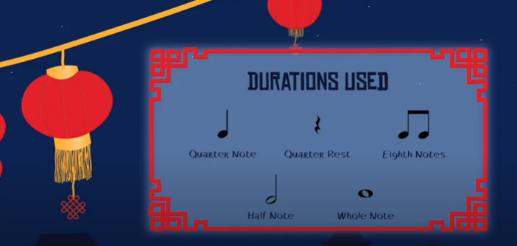 DURATIONS USED
Quarter Note Quarter Rest Eighth Notes
Half Note Whole Note